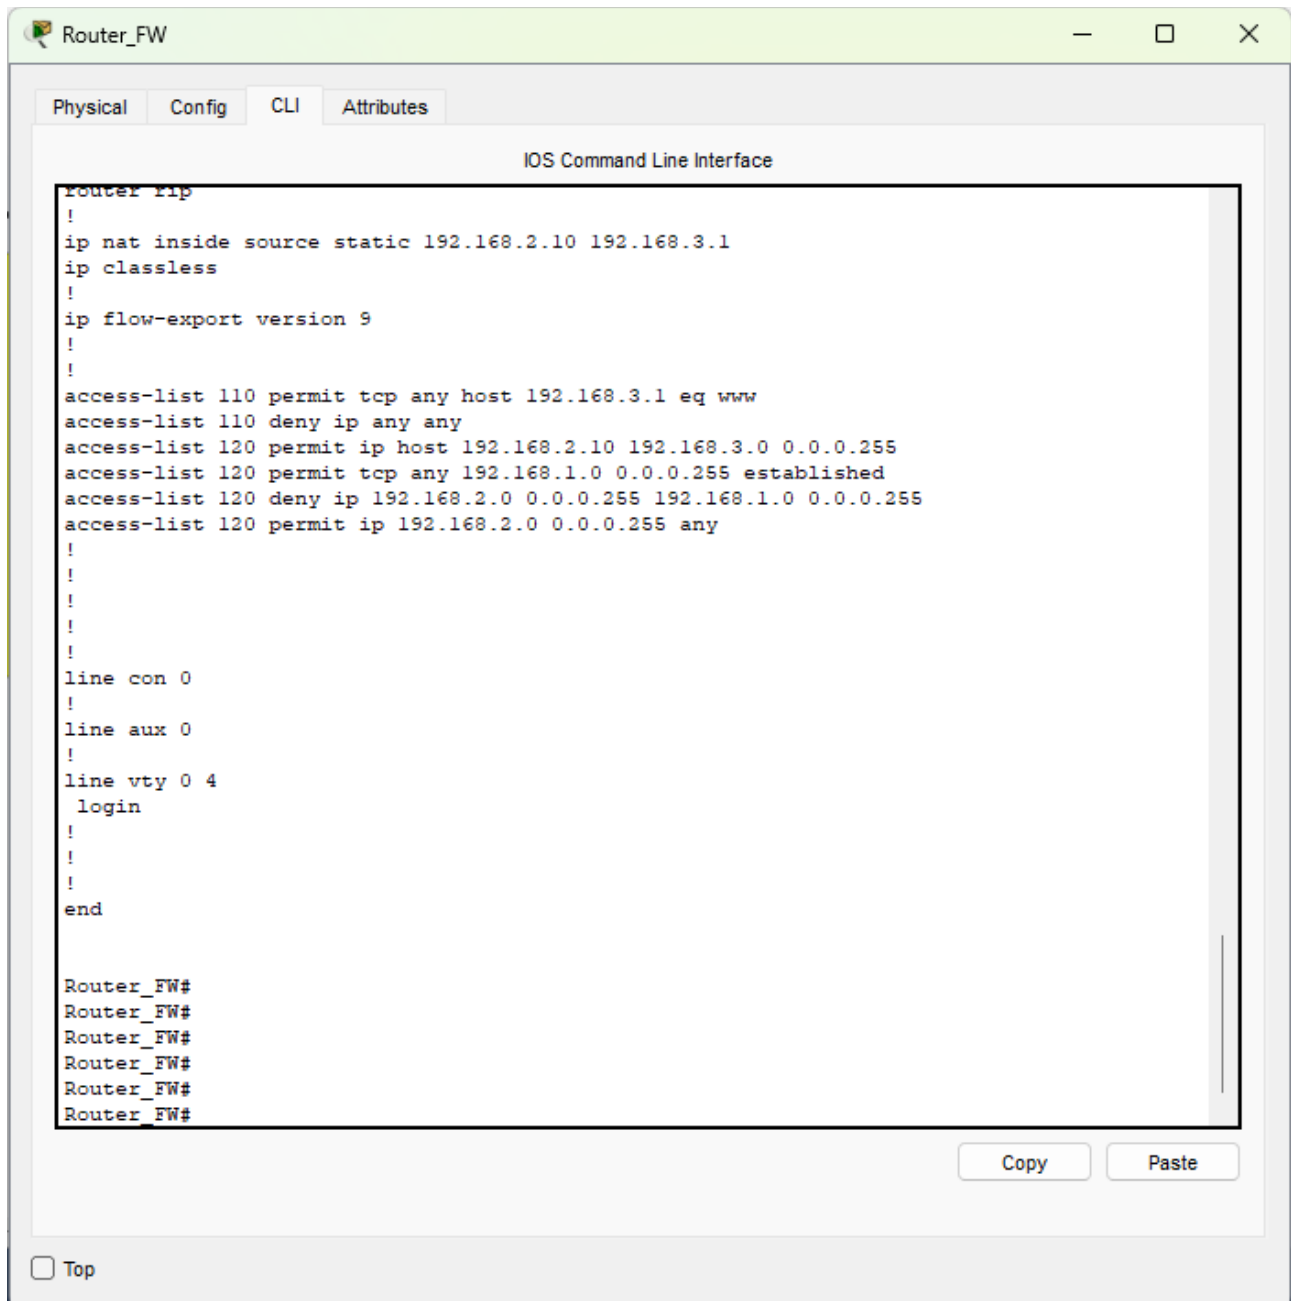 Router_FW
Physical Config CLI Attributes
IOS Command Line Interface
router rip
!
ip nat inside source static 192.168.2.10 192.168.3.1
ip classless
!
ip flow-export version 9
!
!
access-list 110 permit tcp any host 192.168.3.1 eq www
access-list 110 deny ip any any
access-list 120 permit ip host 192.168.2.10 192.168.3.0 0.0.0.255
access-list 120 permit tcp any 192.168.1.0 0.0.0.255 established
access-list 120 deny ip 192.168.2.0 0.0.0.255 192.168.1.0 0.0.0.255
access-list 120 permit ip 192.168.2.0 0.0.0.255 any
!
!
!
!
!
line con 0
!
line aux 0
!
line vty 0 4
 login
!
!
!
end
Router_FW#
Router_FW#
Router_FW#
Router_FW#
Router_FW#
Router_FW#
Copy Paste
Top